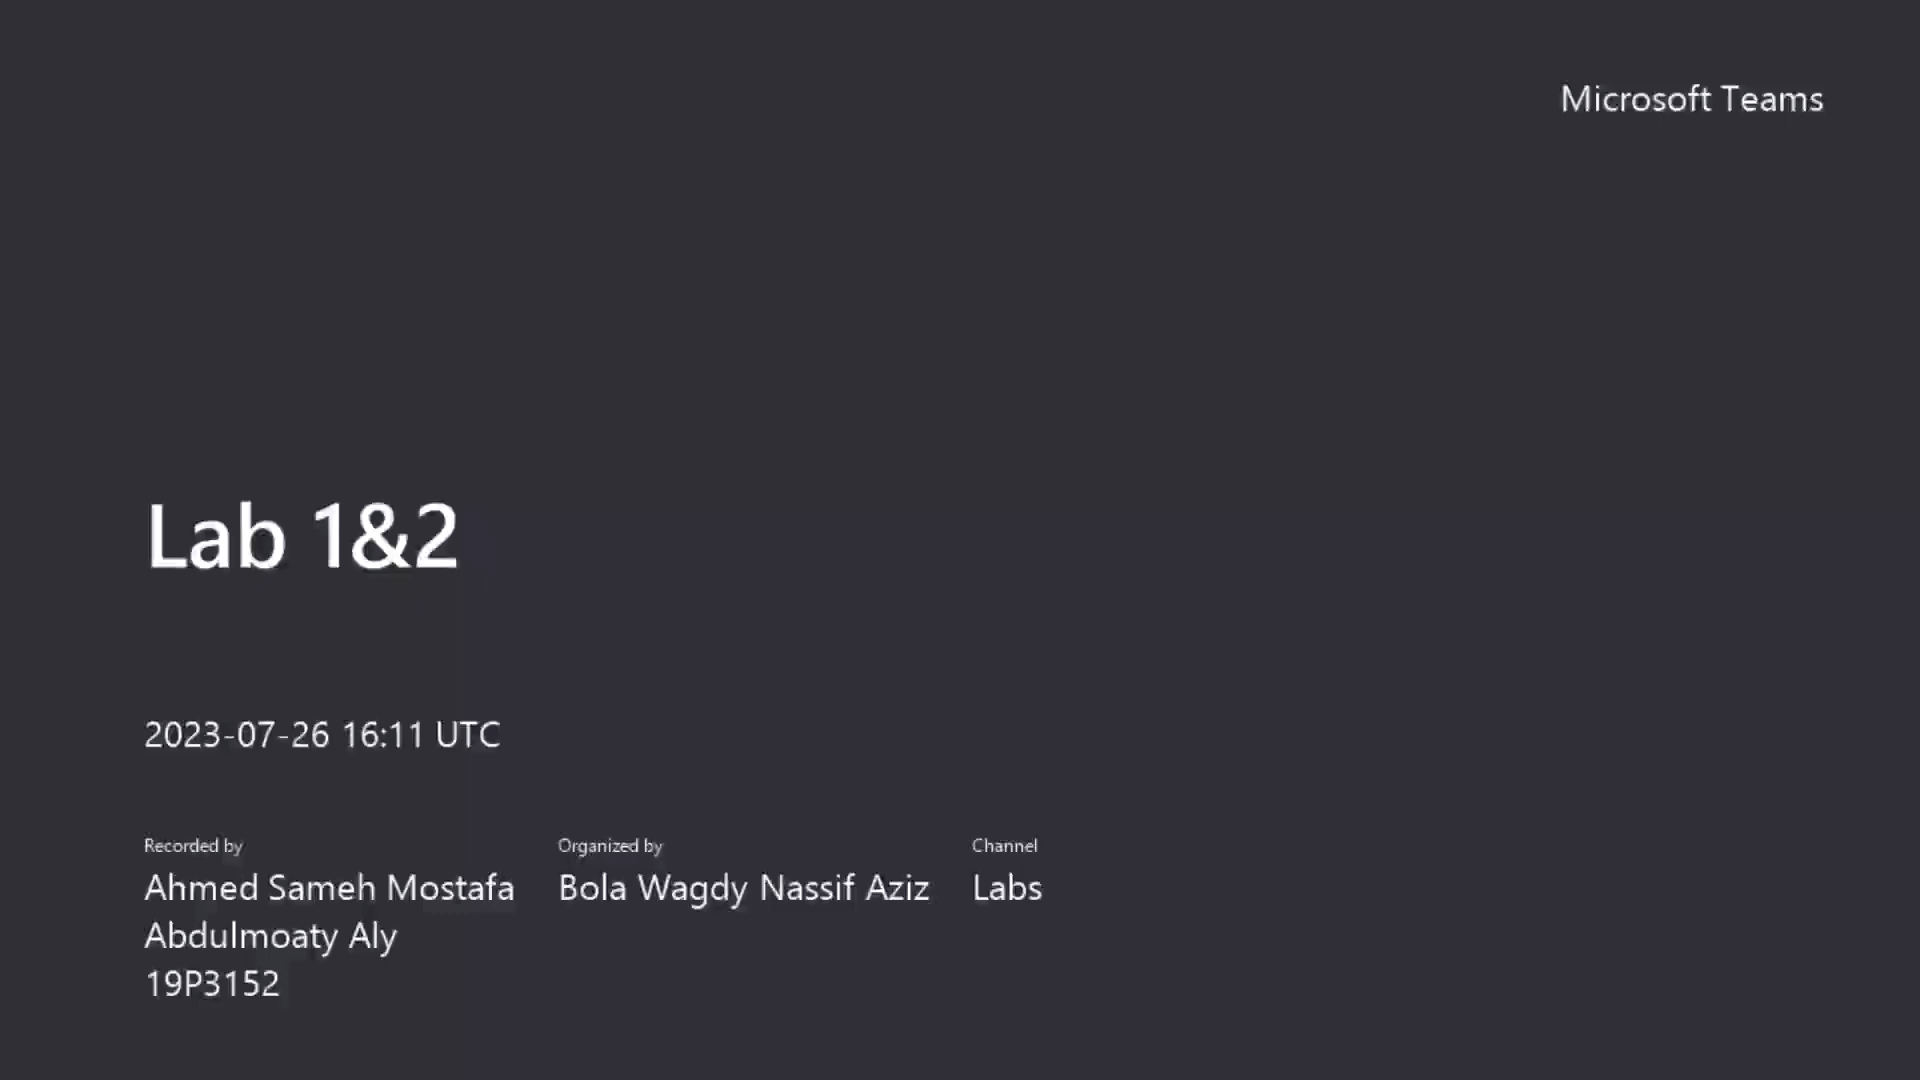 Microsoft Teams
Lab 1&2
2023-07-26 16:11 UTC
Recorded by
Ahmed Sameh Mostafa
Abdulmoaty Aly
19P3152
Organized by
Bola Wagdy Nassif Aziz
Channel
Labs